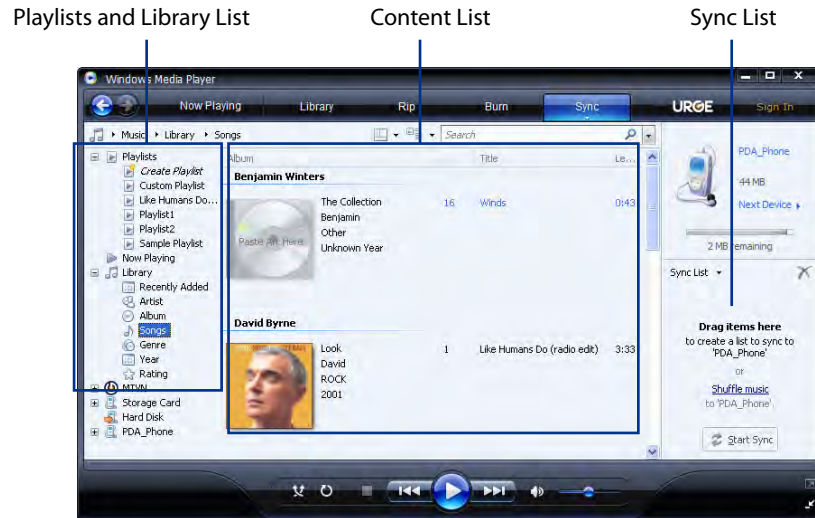 Playlists and Library List
Content List
Sync List
Windows Media Player
Now Playing
Library
Rip
Burn
Sync
URGE
Sign In
Music › Library › Songs
Search
Playlists
Create Playlist
Custom Playlist
Like Humans Do...
Playlist1
Playlist2
Sample Playlist
Now Playing
Library
Recently Added
Artist
Album
Songs
Genre
Year
Rating
MTVN
Storage Card
Hard Disk
PDA_Phone
Album
Title
Le...
Benjamin Winters
Paste Art Here
The Collection
16 Winds 0:43
Benjamin
Other
Unknown Year
David Byrne
Look
1 Like Humans Do (radio edit) 3:33
David
ROCK
2001
PDA_Phone
44 MB
Next Device
2 MB remaining
Sync List
Drag items here
to create a list to sync to
'PDA_Phone'
or
Shuffle music
to 'PDA_Phone'
Start Sync